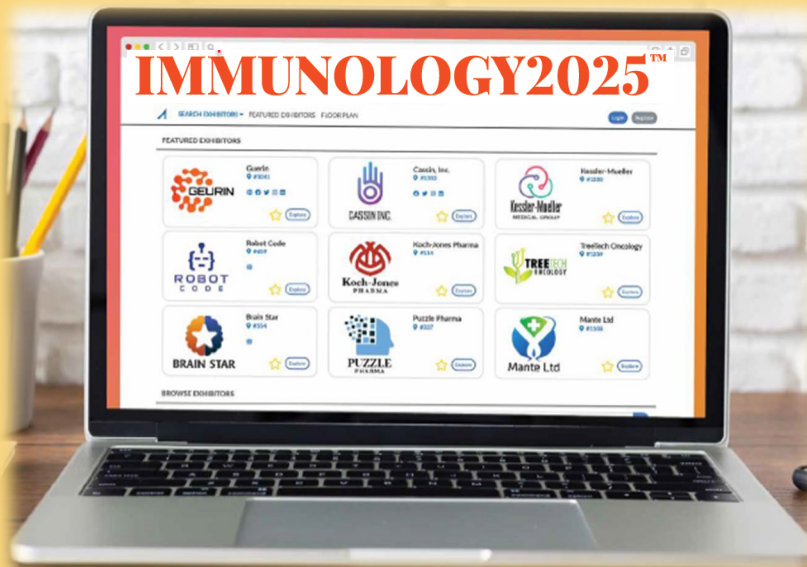 IMMUNOLOGY2025™
SEARCH EXHIBITORS FEATURED EXHIBITORS FLOORPLAN
Login Register
FEATURED EXHIBITORS
GEURIN
Guerin
Explore
CASSIN INC.
Cassin, Inc.
Explore
Kessler-Mueller
MEDICAL GROUP
Kessler-Mueller
Explore
ROBOT
CODE
Robot Code
Explore
Koch-Jones
PHARMA
Koch-Jones Pharma
Explore
TREETECH
ONCOLOGY
TreeTech Oncology
Explore
BRAIN STAR
Brain Star
Explore
PUZZLE
PHARMA
Puzzle Pharma
Explore
Mante Ltd
Mante Ltd
Explore
BROWSE EXHIBITORS